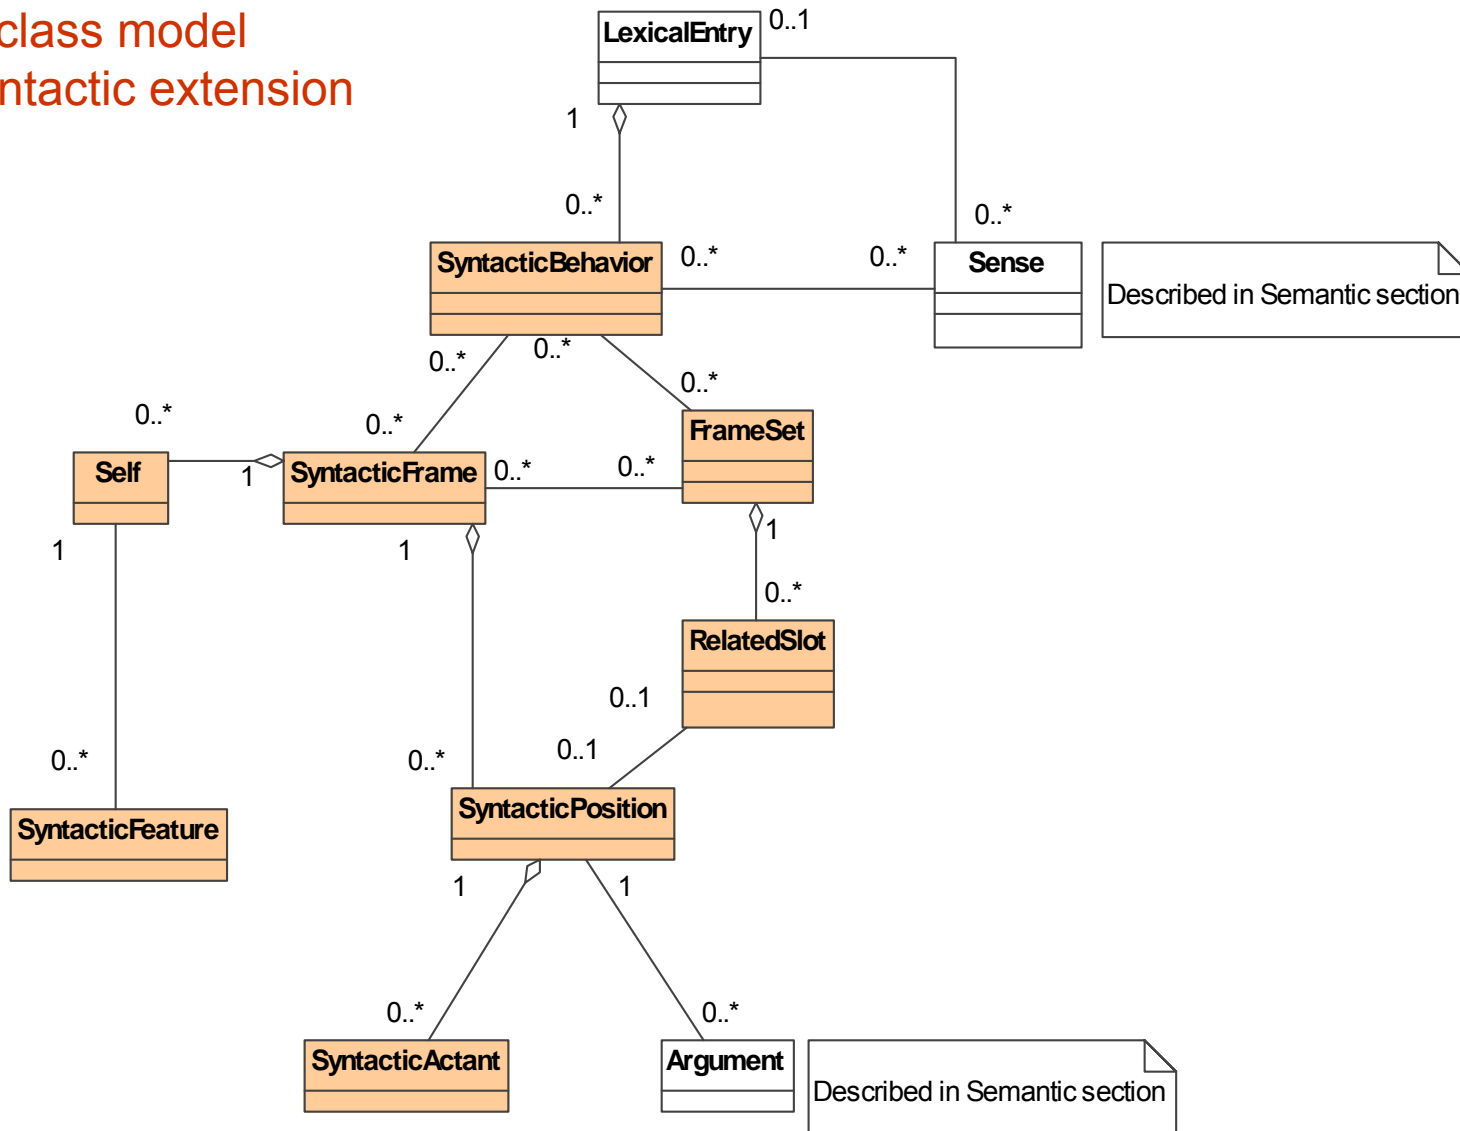 class model
ntactic extension
LexicalEntry
0..1
1
0..*
0..*
SyntacticBehavior
0..*
0..*
Sense
Described in Semantic section
0..*
0..*
0..*
0..*
0..*
FrameSet
Self
1
SyntacticFrame
0..*
0..*
1
1
1
0..*
RelatedSlot
0..1
0..*
0..*
0..1
SyntacticPosition
SyntacticFeature
1
1
0..*
0..*
SyntacticActant
Argument
Described in Semantic section